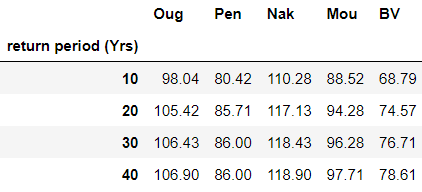 Ough Pen Nak Mou BV
return period (Yrs)
10 98.04 80.42 110.28 88.52 68.79
20 105.42 85.71 117.13 94.28 74.57
30 106.43 86.00 118.43 96.28 76.71
40 106.90 86.00 118.90 97.71 78.61